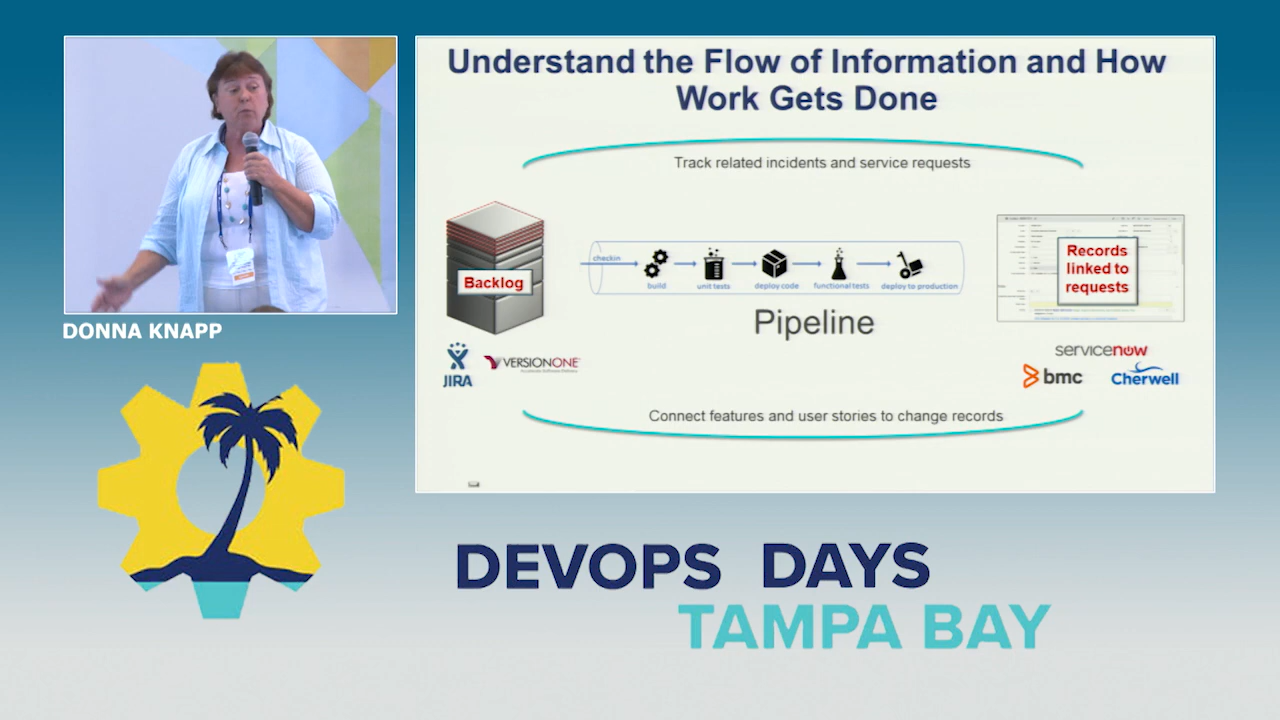 Understand the Flow of Information and How
Work Gets Done
Track related incidents and service requests
Backlog
checkin
build
unit tests
deploy code
functional tests
deploy to production
Pipeline
Records
linked to
requests
JIRA
VERSIONONE
servicenow
bmc
Cherwell
Connect features and user stories to change records
DONNA KNAPP
DEVOPS DAYS
TAMPA BAY